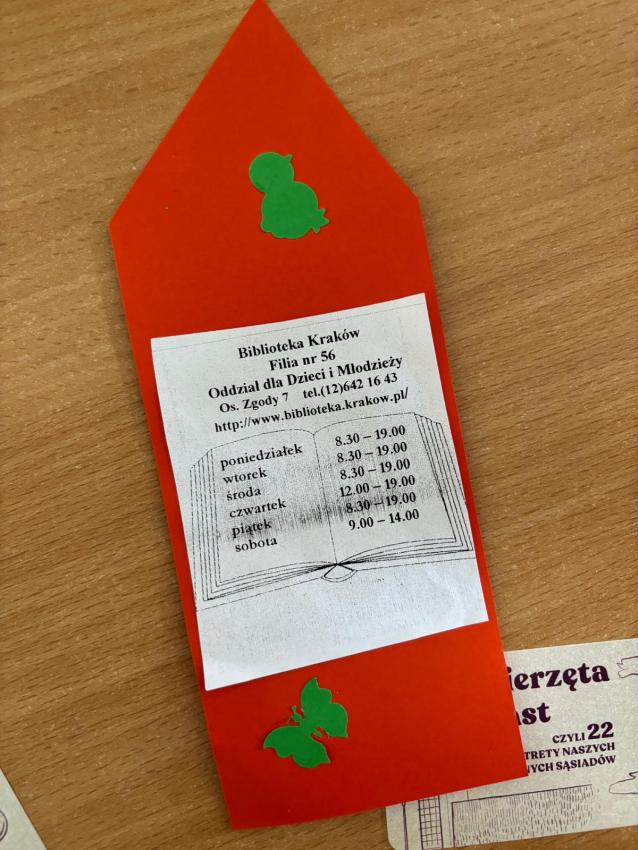 Biblioteka Kraków
Filia nr 56
Oddział dla Dzieci i Młodzieży
Os. Zgody 7 tel.(12)642 16 43
http://www.biblioteka.krakow.pl/
poniedziałek 8.30 – 19.00
wtorek 8.30 – 19.00
środa 8.30 – 19.00
czwartek 12.00 – 19.00
piątek 8.30 – 19.00
sobota 9.00 – 14.00
ierzęta
ast
CZYLI 22
TRETY NASZYCH
NYCH SĄSIADÓW